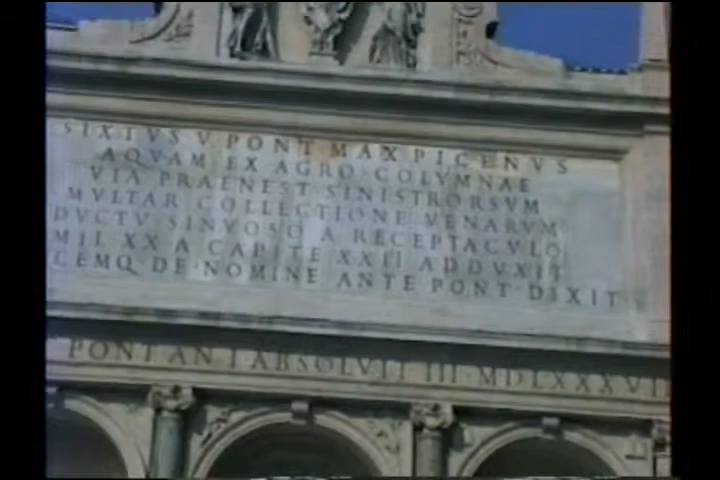 SIXTVS V PONT MAX PICENVS
AQVAM EX AGRO COLVMNAE
VIA PRAENEST SINISTRORSVM
MVLTAR COLLECTIONE VENARVM
DVCTV SINVOSO A RECEPTACVLO
MIL XX A CAPITE XXII ADDVXIT
CEMQ DE NOMINE ANTE PONT DIXIT
PONT AN I ABSOLVIT III MDLXXXVII